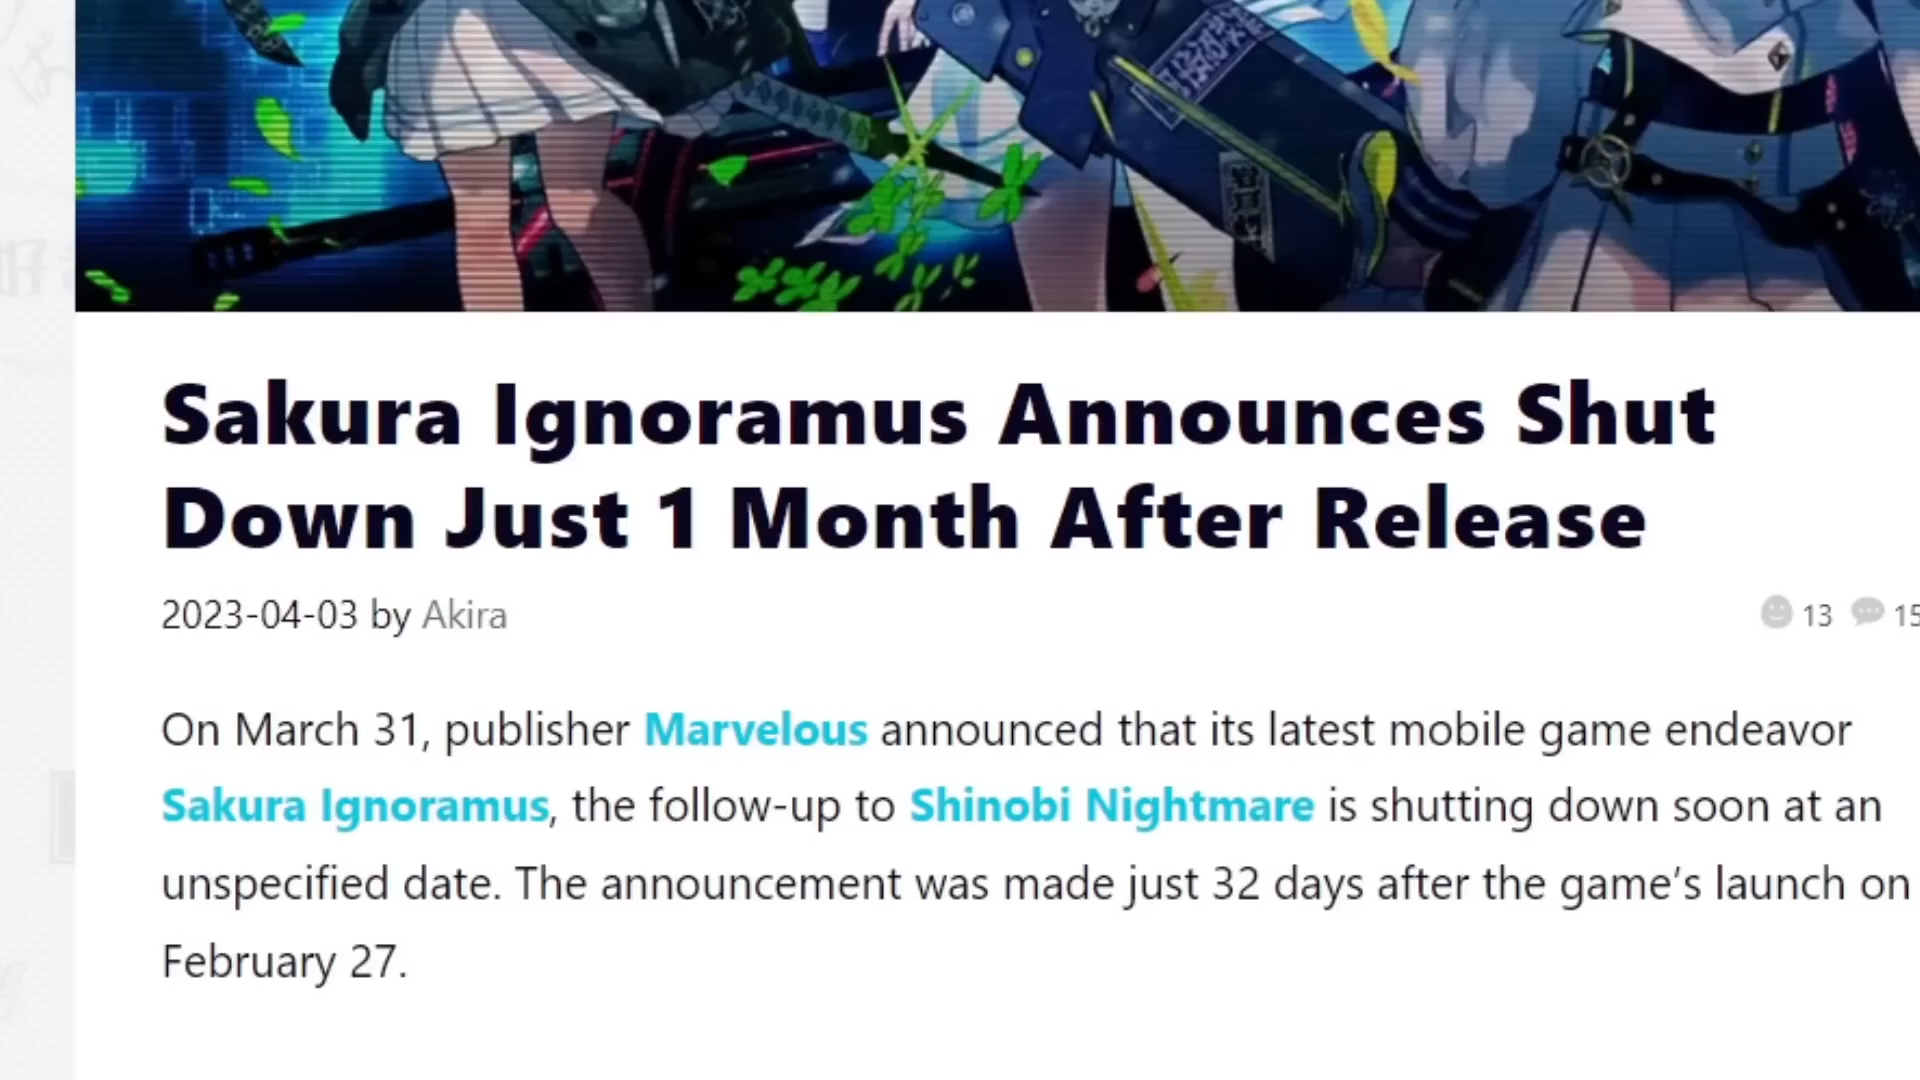 Sakura Ignoramus Announces Shut
Down Just 1 Month After Release
2023-04-03 by Akira
13 15
On March 31, publisher Marvelous announced that its latest mobile game endeavor
Sakura Ignoramus, the follow-up to Shinobi Nightmare is shutting down soon at an
unspecified date. The announcement was made just 32 days after the game’s launch on
February 27.